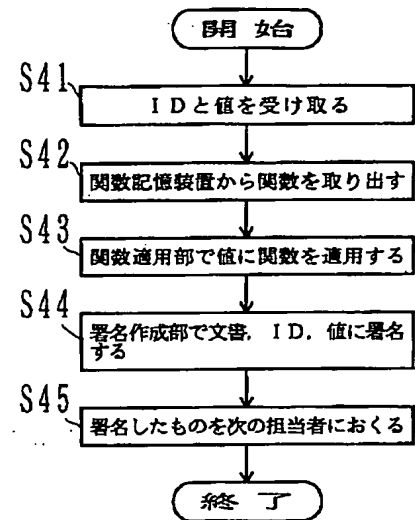 開 始
S41
IDと値を受け取る
S42
関数記憶装置から関数を取り出す
S43
関数適用部で値に関数を適用する
S44
署名作成部で文書，ID，値に署名
する
S45
署名したものを次の担当者におくる
終 了